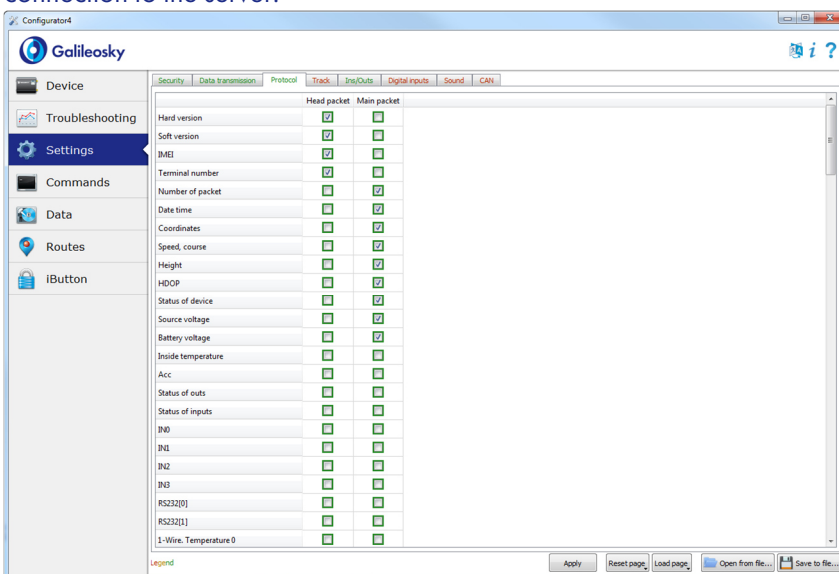 connection to the server.
Configurator4
Galileosky
Device
Troubleshooting
Settings
Commands
Data
Routes
iButton
Security Data transmission Protocol Track Ins/Outs Digital inputs Sound CAN
Head packet Main packet
Hard version
Soft version
IMEI
Terminal number
Number of packet
Date time
Coordinates
Speed, course
Height
HDOP
Status of device
Source voltage
Battery voltage
Inside temperature
Acc
Status of outs
Status of inputs
IN0
IN1
IN2
IN3
RS232[0]
RS232[1]
1-Wire. Temperature 0
Legend Apply Reset page Load page Open from file... Save to file...